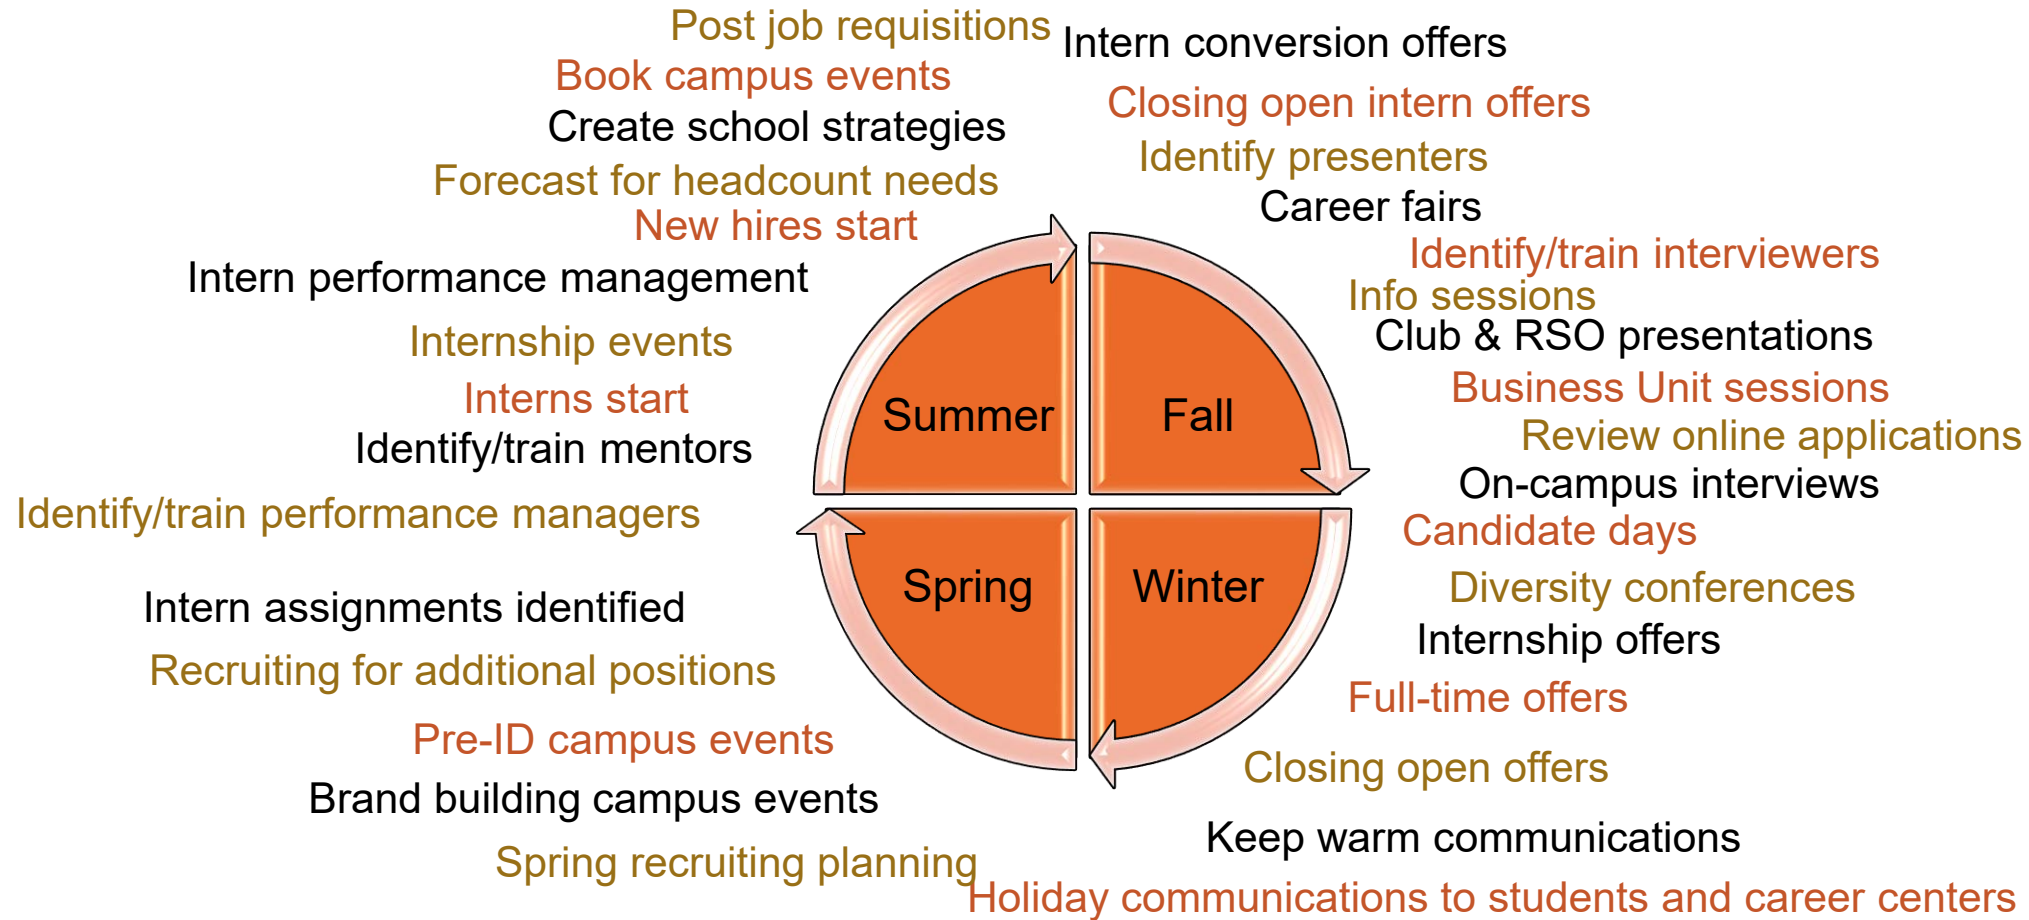 Post job requisitions
Intern conversion offers
Book campus events
Closing open intern offers
Create school strategies
Identify presenters
Forecast for headcount needs
Career fairs
New hires start
Identify/train interviewers
Intern performance management
Info sessions
Club & RSO presentations
Internship events
Business Unit sessions
Interns start
Summer
Fall
Review online applications
Identify/train mentors
On-campus interviews
Identify/train performance managers
Candidate days
Spring
Winter
Diversity conferences
Intern assignments identified
Internship offers
Recruiting for additional positions
Full-time offers
Pre-ID campus events
Closing open offers
Brand building campus events
Keep warm communications
Spring recruiting planning
Holiday communications to students and career centers